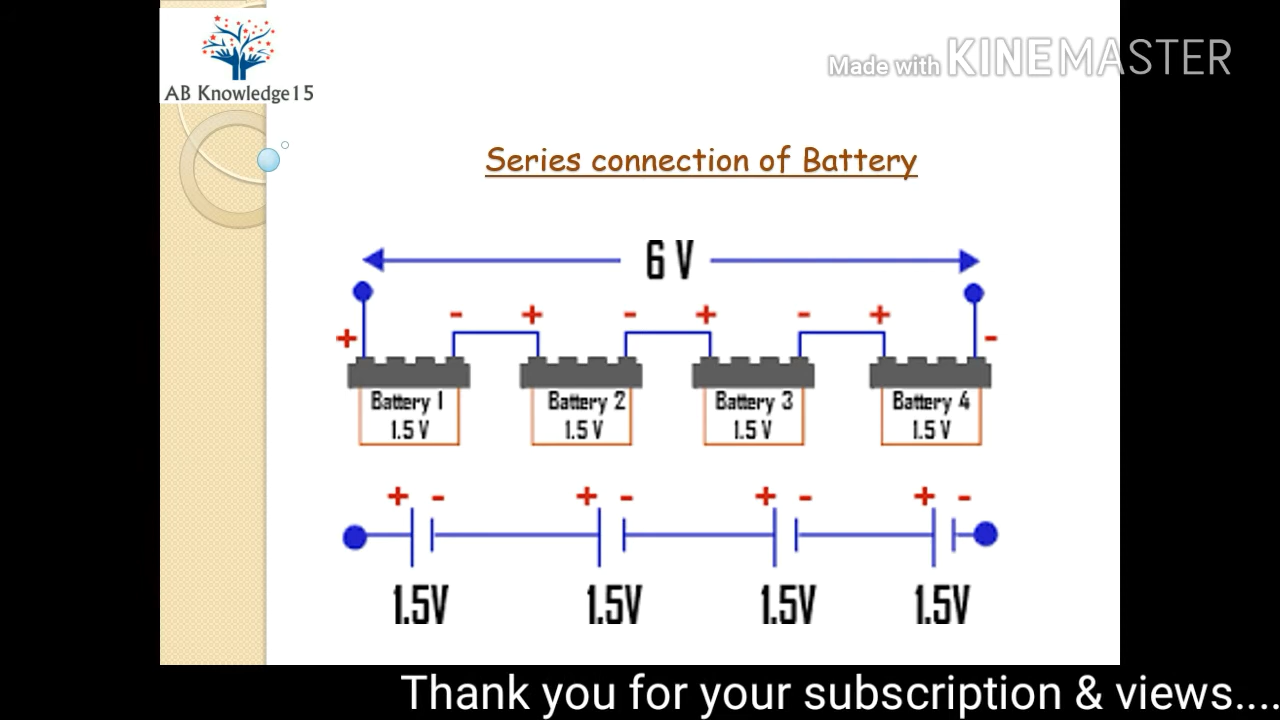 AB Knowledge15
Made with KINEMASTER
Series connection of Battery
6 V
+ - + - + - + -
Battery 1 Battery 2 Battery 3 Battery 4
1.5 V 1.5 V 1.5 V 1.5 V
+ - + - + - + -
1.5V 1.5V 1.5V 1.5V
Thank you for your subscription & views....